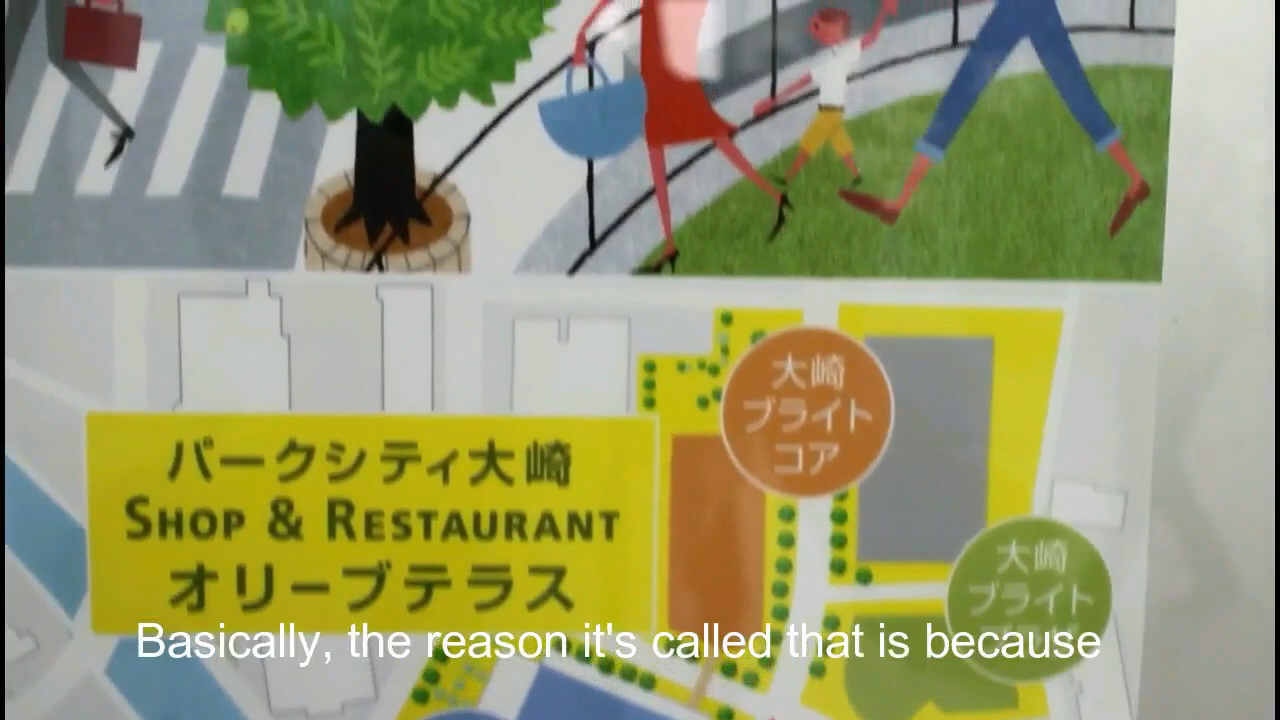 大崎
ブライト
コア
パークシティ大崎
SHOP & RESTAURANT
オリーブテラス
大崎
ブライト
Basically, the reason it's called that is because